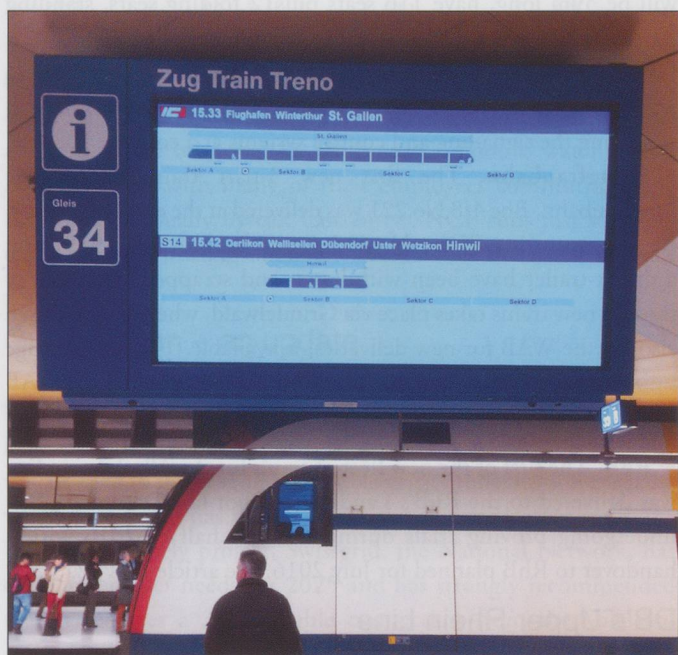 Zug Train Treno
i
Gleis
34
IC 15.33 Flughafen Winterthur St. Gallen
St. Gallen
Sektor A Sektor B Sektor C Sektor D
S14 15.42 Oerlikon Wallisellen Dübendorf Uster Wetzikon Hinwil
Hinwil
Sektor A Sektor B Sektor C Sektor D
33